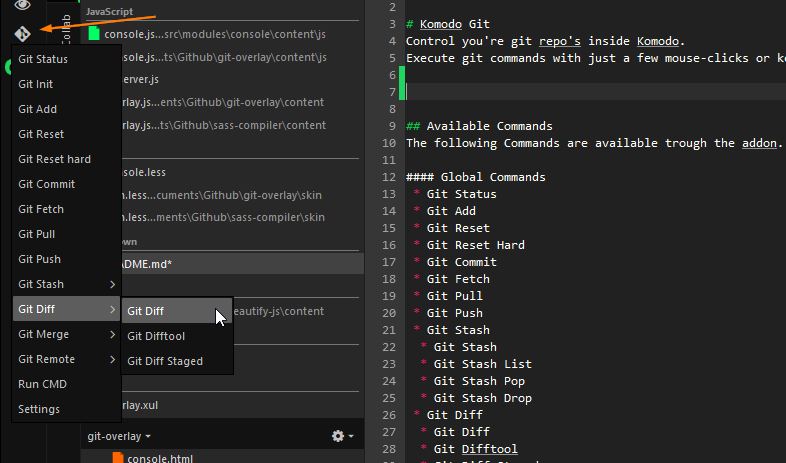 JavaScript
Collab
console.js...src\modules\console\content\js
console.js...ts\Github\git-overlay\content\js
server.js
rlay.js...ents\Github\git-overlay\content
rlay.js...ts\Github\sass-compiler\content
sole.less
n.less...cuments\Github\git-overlay\skin
n.less...ments\Github\sass-compiler\skin
own
ADME.md*
eautify-js\content
rlay.xul
git-overlay
console.html
Git Status
Git Init
Git Add
Git Reset
Git Reset hard
Git Commit
Git Fetch
Git Pull
Git Push
Git Stash
Git Diff
Git Merge
Git Remote
Run CMD
Settings
Git Diff
Git Difftool
Git Diff Staged
2
3 # Komodo Git
4 Control you're git repo's inside Komodo.
5 Execute git commands with just a few mouse-clicks or ke
6
7
8
9 ## Available Commands
10 The following Commands are available trough the addon.
11
12 #### Global Commands
13 * Git Status
14 * Git Add
15 * Git Reset
16 * Git Reset Hard
17 * Git Commit
18 * Git Fetch
19 * Git Pull
20 * Git Push
21 * Git Stash
22 * Git Stash
23 * Git Stash List
24 * Git Stash Pop
25 * Git Stash Drop
26 * Git Diff
27 * Git Diff
28 * Git Difftool
* Git Diff Staged